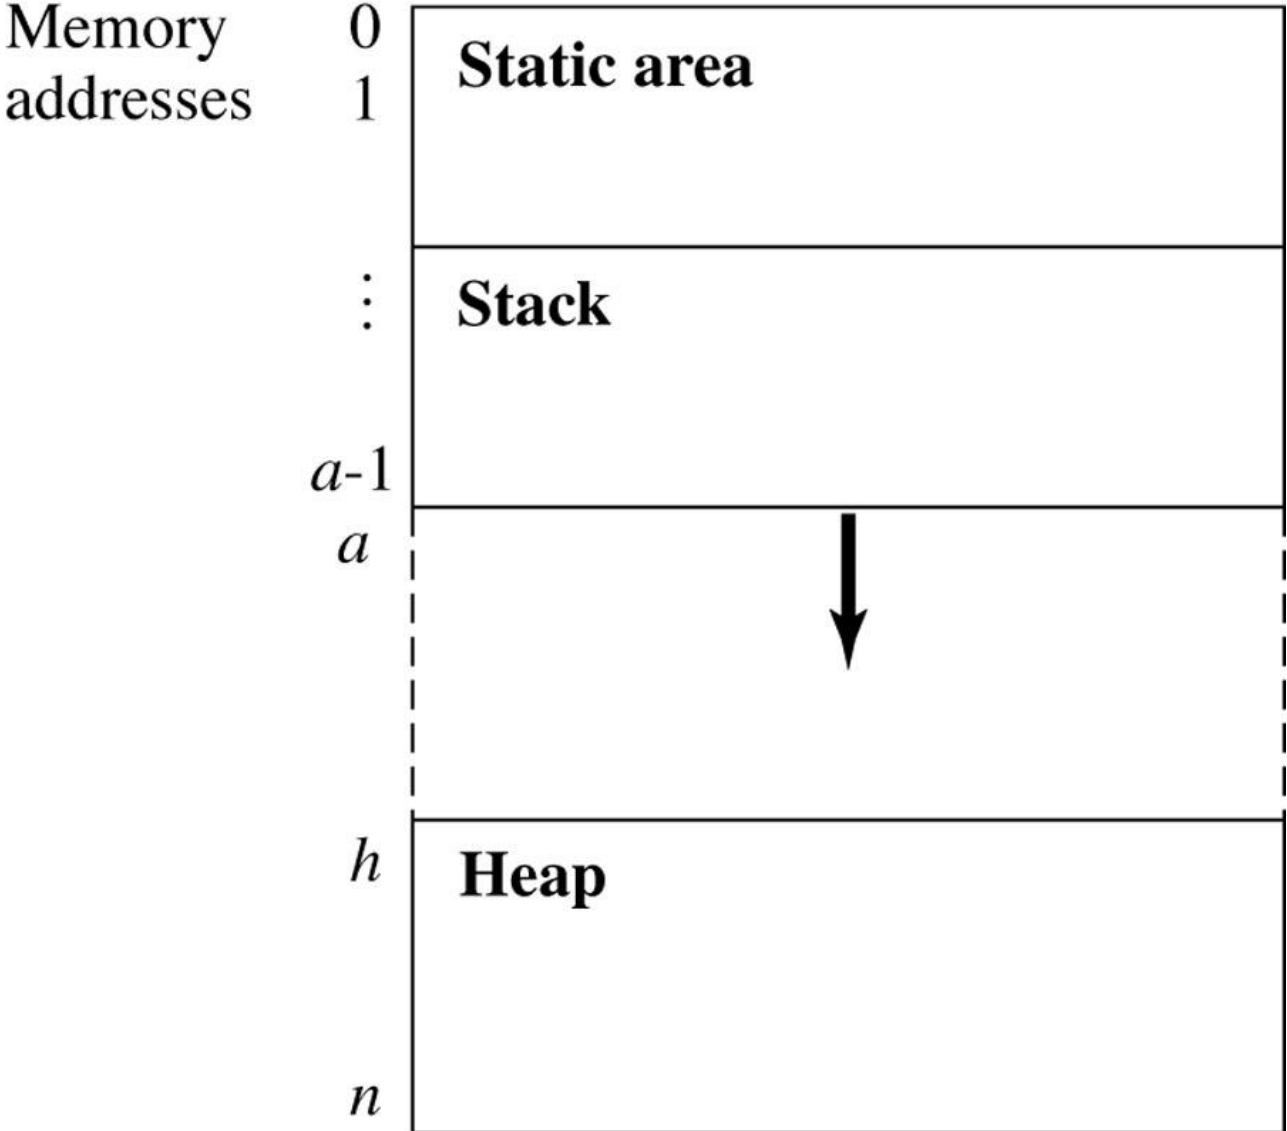 Memory
addresses
0
1
Static area
⋮
Stack
a-1
a
h
Heap
n